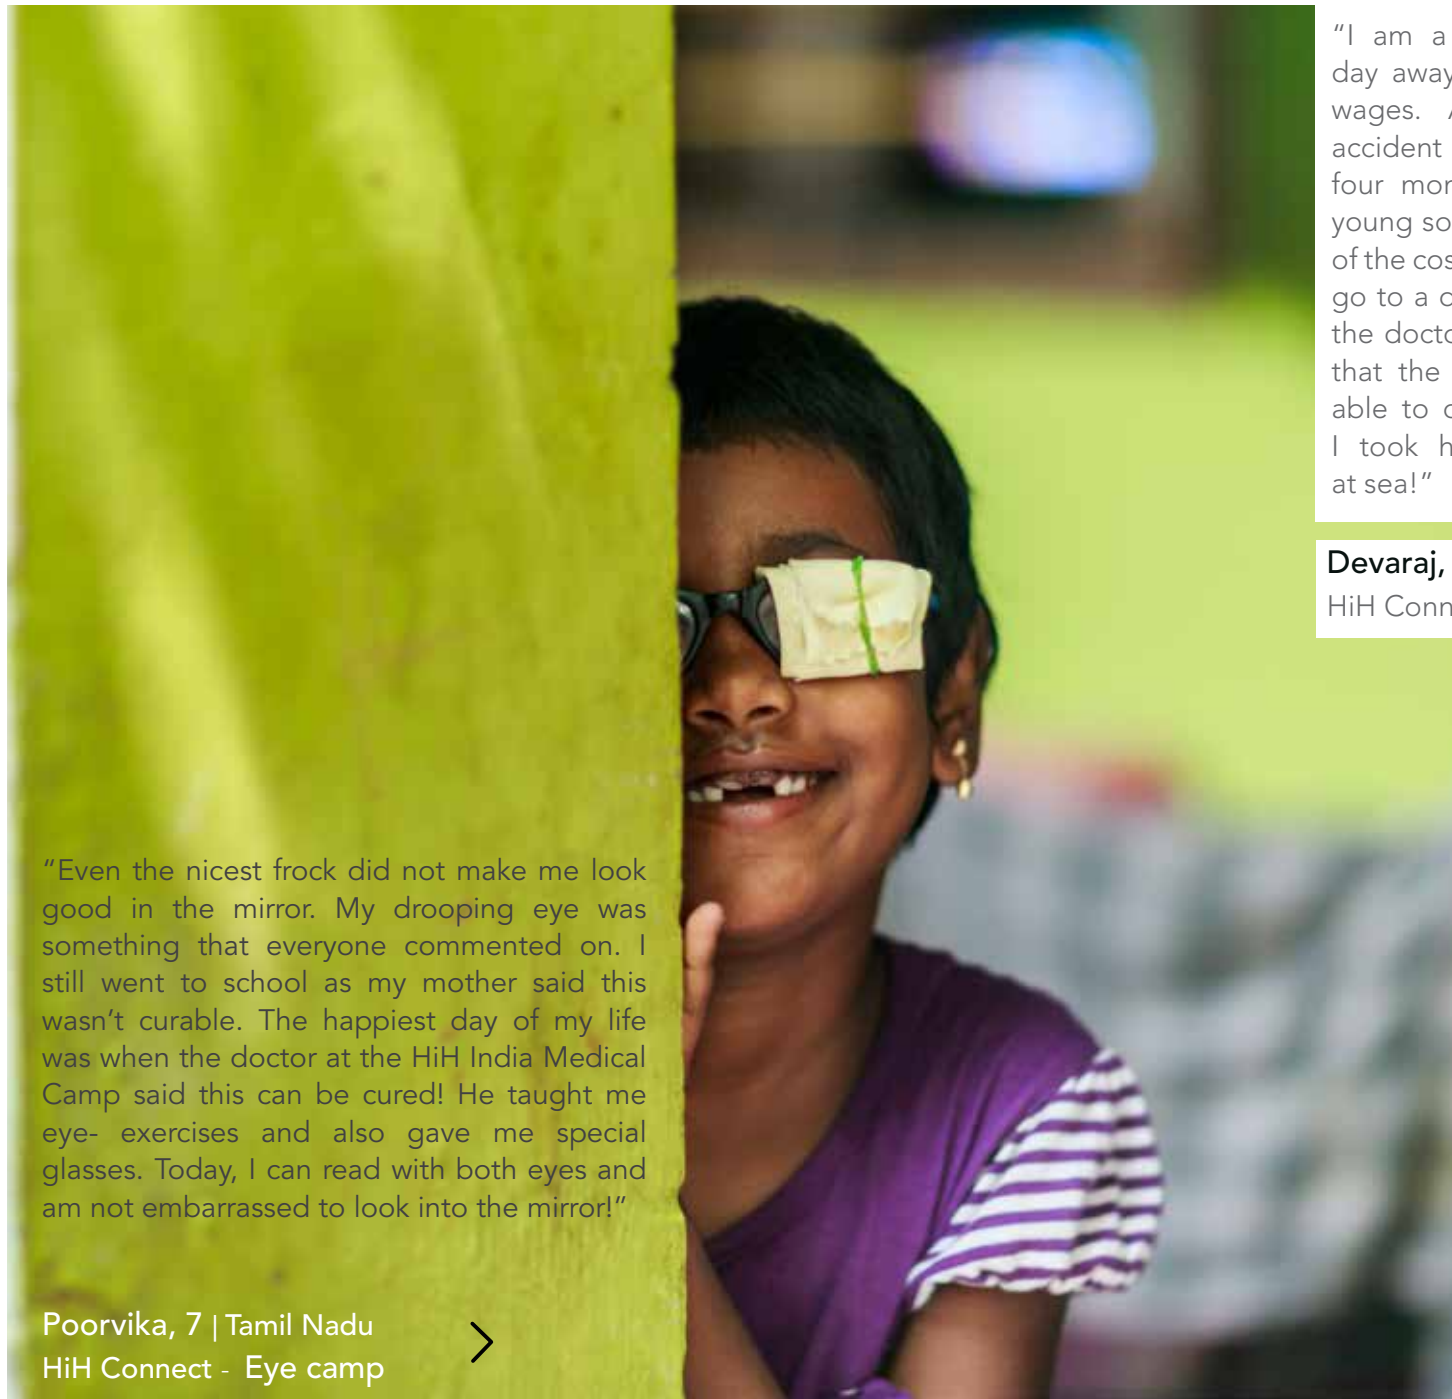 “Even the nicest frock did not make me look
good in the mirror. My drooping eye was
something that everyone commented on. I
still went to school as my mother said this
wasn’t curable. The happiest day of my life
was when the doctor at the HiH India Medical
Camp said this can be cured! He taught me
eye- exercises and also gave me special
glasses. Today, I can read with both eyes and
am not embarrassed to look into the mirror!”
Poorvika, 7 | Tamil Nadu
HiH Connect - Eye camp
“I am a
day away
wages.
accident
four
young
of the
go to a
the
that the
able to
I took
at sea!”
Devaraj,
HiH